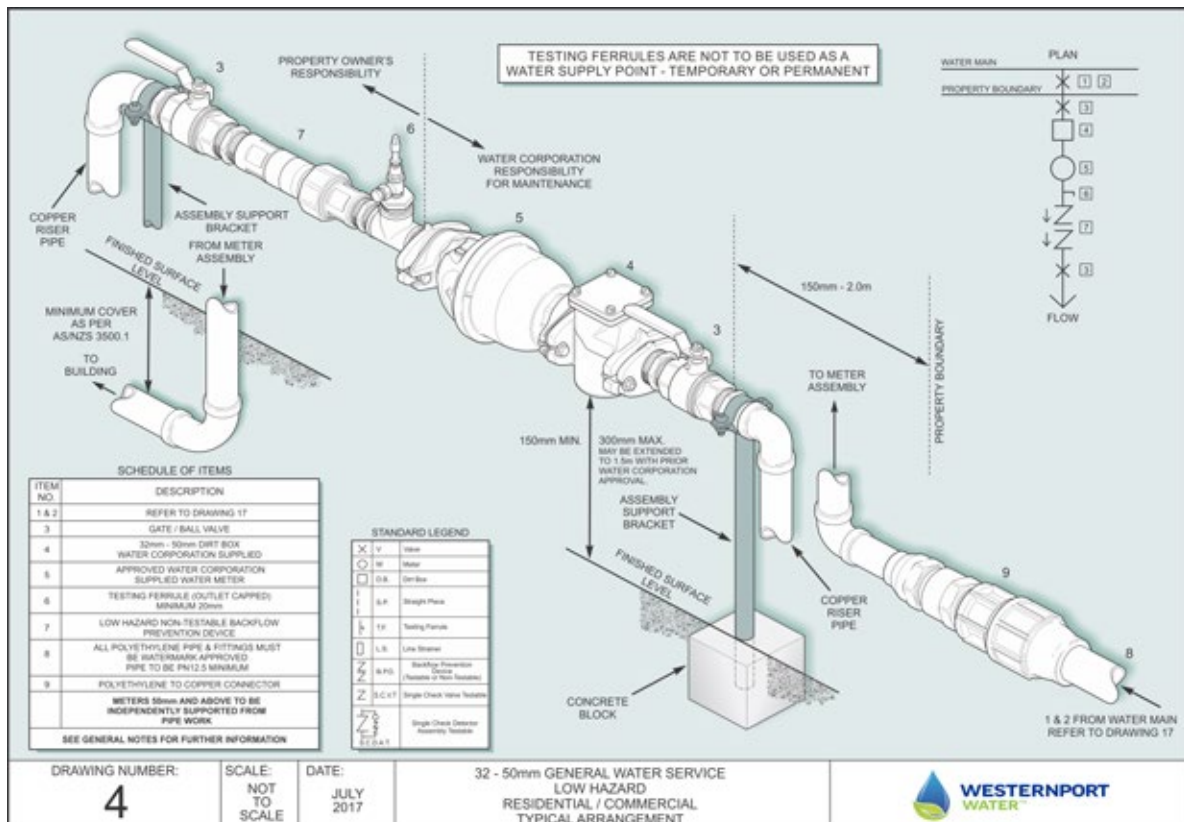 TESTING FERRULES ARE NOT TO BE USED AS A
WATER SUPPLY POINT - TEMPORARY OR PERMANENT
PROPERTY OWNER'S
RESPONSIBILITY
WATER CORPORATION
RESPONSIBILITY
FOR MAINTENANCE
3
7
6
5
4
3
COPPER
RISER
PIPE
ASSEMBLY SUPPORT
BRACKET
FROM METER
ASSEMBLY
FINISHED SURFACE
LEVEL
MINIMUM COVER
AS PER
AS/NZS 3500.1
TO
BUILDING
PLAN
WATER MAIN
PROPERTY BOUNDARY
1 2
3
4
5
6
7
3
FLOW
150mm - 2.0m
PROPERTY BOUNDARY
TO METER
ASSEMBLY
150mm MIN.
300mm MAX.
MAY BE EXTENDED
TO 1.5m WITH PRIOR
WATER CORPORATION
APPROVAL.
ASSEMBLY
SUPPORT
BRACKET
FINISHED SURFACE
LEVEL
COPPER
RISER
PIPE
CONCRETE
BLOCK
9
8
1 & 2 FROM WATER MAIN
REFER TO DRAWING 17
SCHEDULE OF ITEMS
ITEM NO. DESCRIPTION
1 & 2 REFER TO DRAWING 17
3 GATE / BALL VALVE
4 32mm - 50mm DIRT BOX
WATER CORPORATION SUPPLIED
5 APPROVED WATER CORPORATION
SUPPLIED WATER METER
6 TESTING FERRULE (OUTLET CAPPED)
MINIMUM 20mm
7 LOW HAZARD NON-TESTABLE BACKFLOW
PREVENTION DEVICE
8 ALL POLYETHYLENE PIPE & FITTINGS MUST
BE WATERMARK APPROVED
PIPE TO BE PN12.5 MINIMUM
9 POLYETHYLENE TO COPPER CONNECTOR
METERS 50mm AND ABOVE TO BE
INDEPENDENTLY SUPPORTED FROM
PIPE WORK
SEE GENERAL NOTES FOR FURTHER INFORMATION
STANDARD LEGEND
V Valve
M Meter
D.B. Dirt Box
S.P. Straight Piece
T.F. Testing Ferrule
L.S. Line Strainer
B.P.D. Backflow Prevention
Device
(Testable or Non-Testable)
S.C.V.T Single Check Valve Testable
S.C.D.A.T Single Check Detector
Assembly Testable
DRAWING NUMBER:
4
SCALE:
NOT
TO
SCALE
DATE:
JULY
2017
32 - 50mm GENERAL WATER SERVICE
LOW HAZARD
RESIDENTIAL / COMMERCIAL
TYPICAL ARRANGEMENT
WESTERNPORT
WATER™